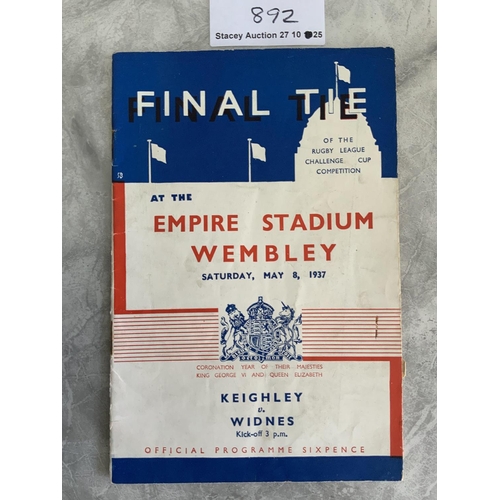 892
Stacey Auction 27 10 25
FINAL TIE
OF THE
RUGBY LEAGUE
CHALLENGE CUP
COMPETITION
AT THE
EMPIRE STADIUM
WEMBLEY
SATURDAY, MAY 8, 1937
CORONATION YEAR OF THEIR MAJESTIES
KING GEORGE VI AND QUEEN ELIZABETH
KEIGHLEY
v.
WIDNES
Kick-off 3 p.m.
OFFICIAL PROGRAMME SIXPENCE